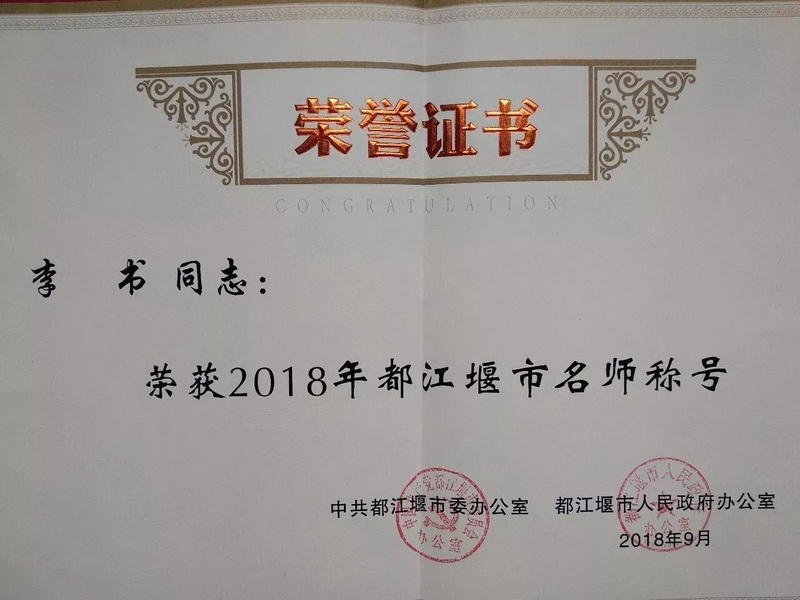 荣誉证书
CONGRATULATION
李 书 同志：
荣获2018年都江堰市名师称号
中共都江堰市委办公室 都江堰市人民政府办公室
2018年9月